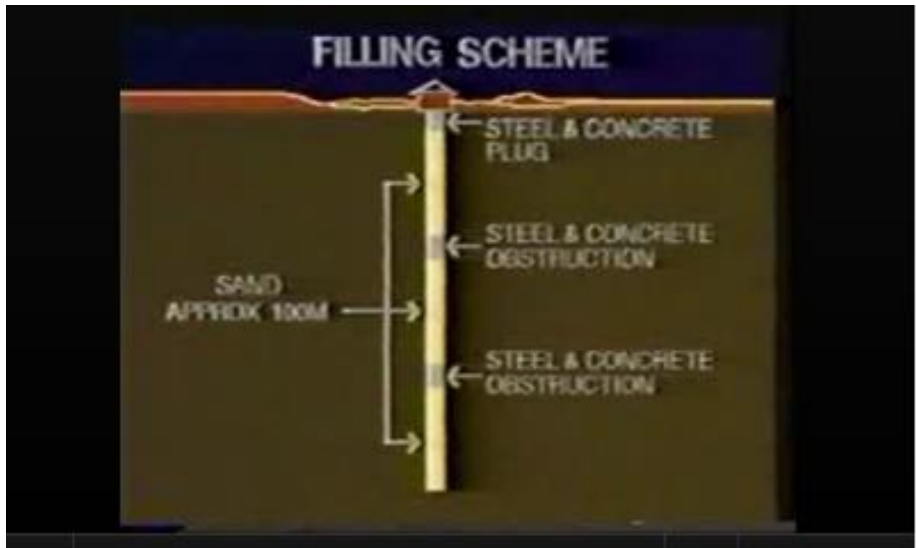 FILLING SCHEME
STEEL & CONCRETE
PLUG
STEEL & CONCRETE
OBSTRUCTION
SAND
APPROX 100M
STEEL & CONCRETE
OBSTRUCTION